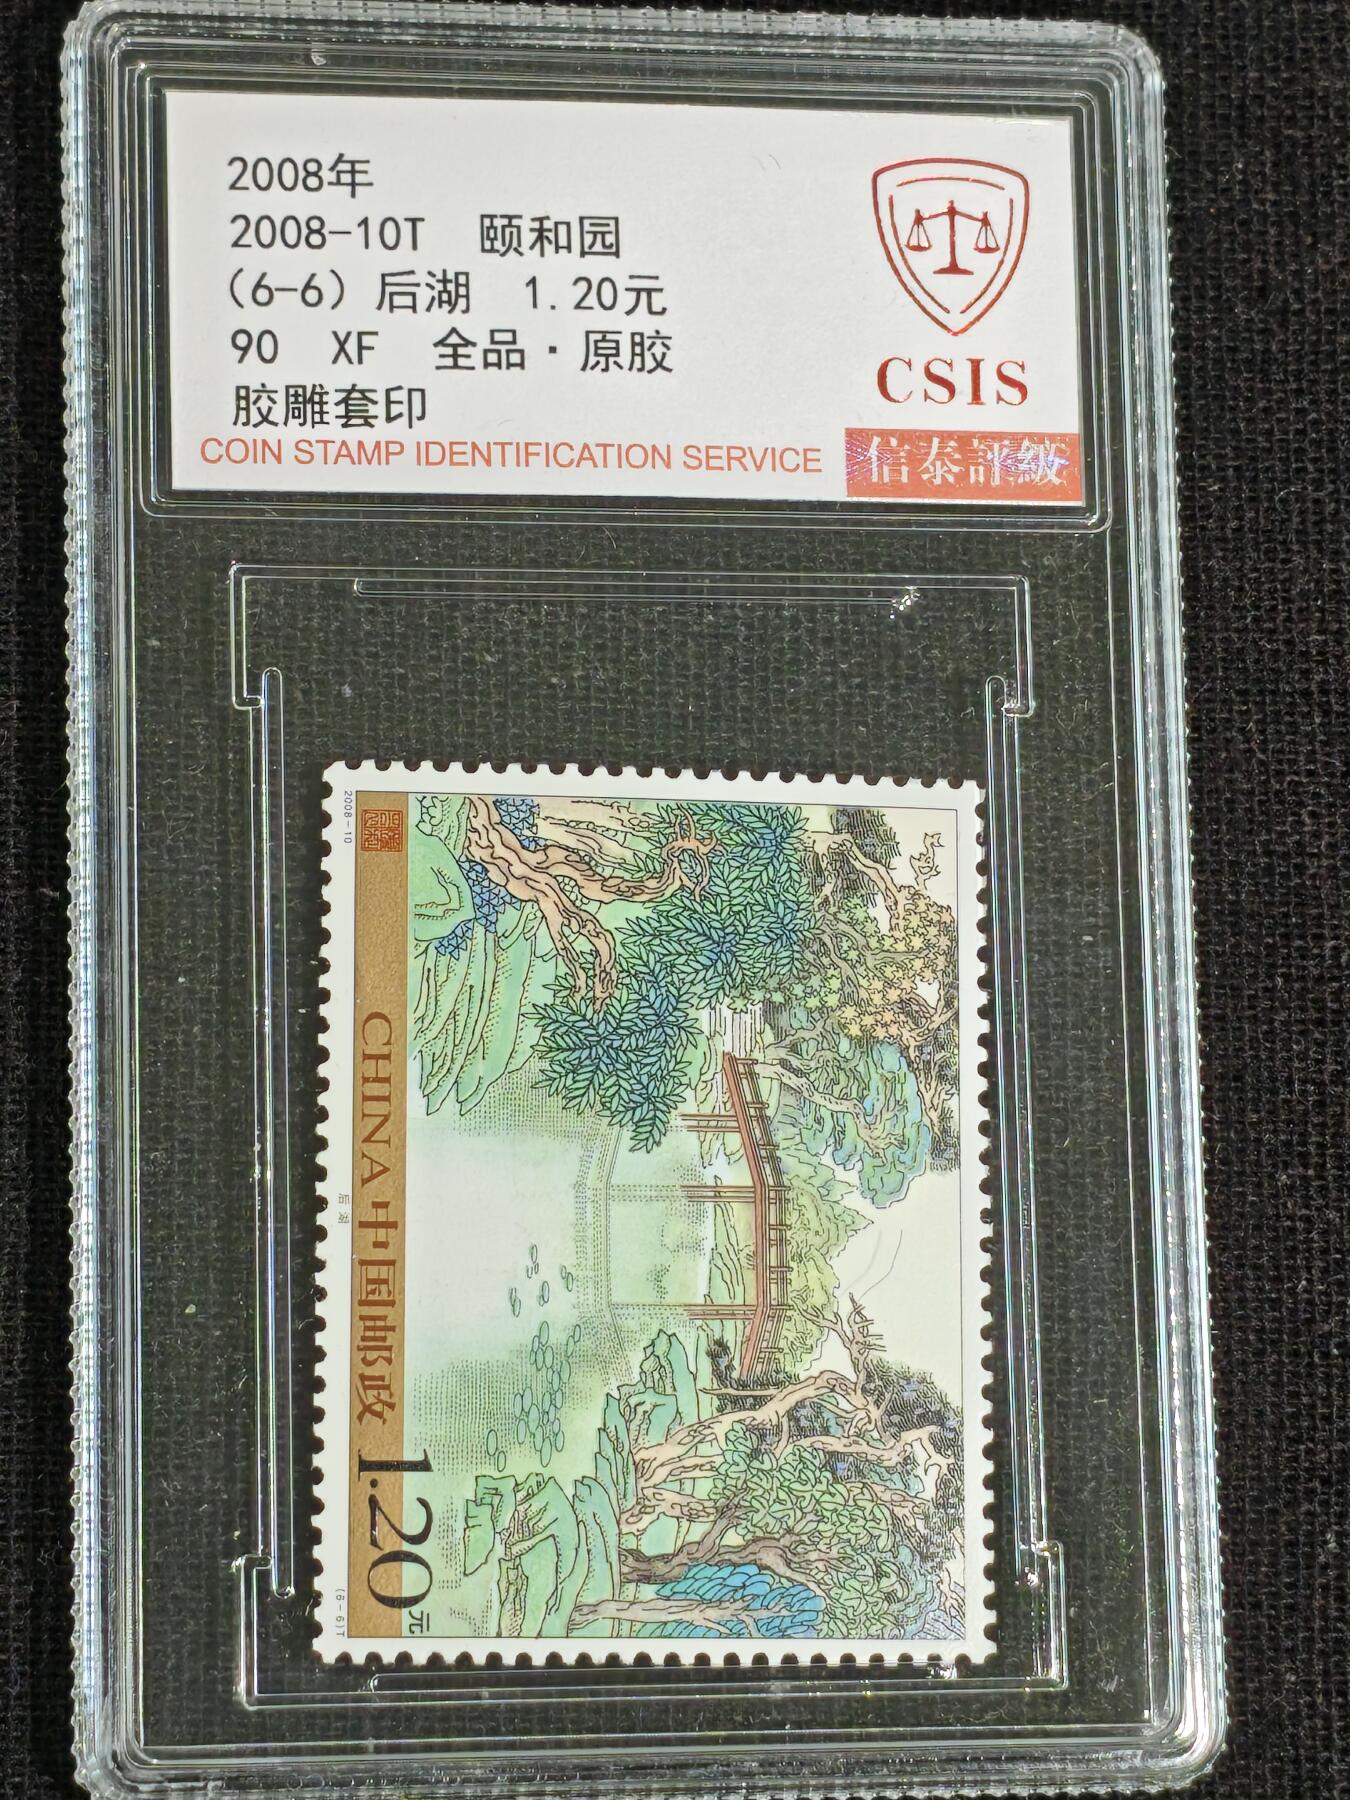 2008年
2008-10T 颐和园
(6-6) 后湖 1.20元
90 XF 全品·原胶
胶雕套印
COIN STAMP IDENTIFICATION SERVICE
CSIS
信泰評級
2008-10
CHINA 中国邮政 1.20元
后湖
(6-6)T